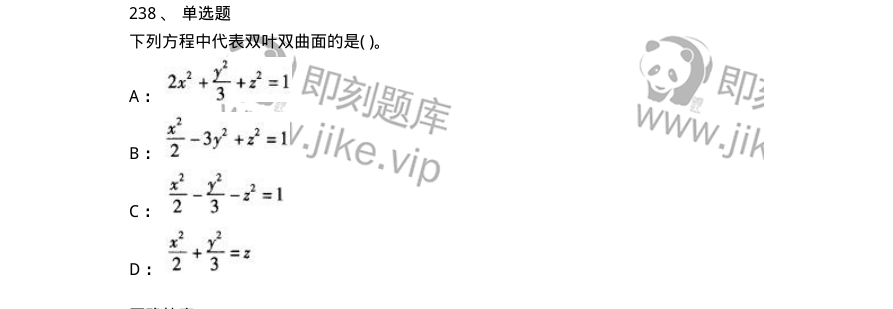 238 、 单选题
下列方程中代表双叶双曲面的是( )。
A： 2x² + y²/3 + z² = 1
B： x²/2 − 3y² + z² = 1
C： x²/2 − y²/3 − z² = 1
D： x²/2 + y²/3 = z
即刻题库
v.jike.vip
即
www.jik